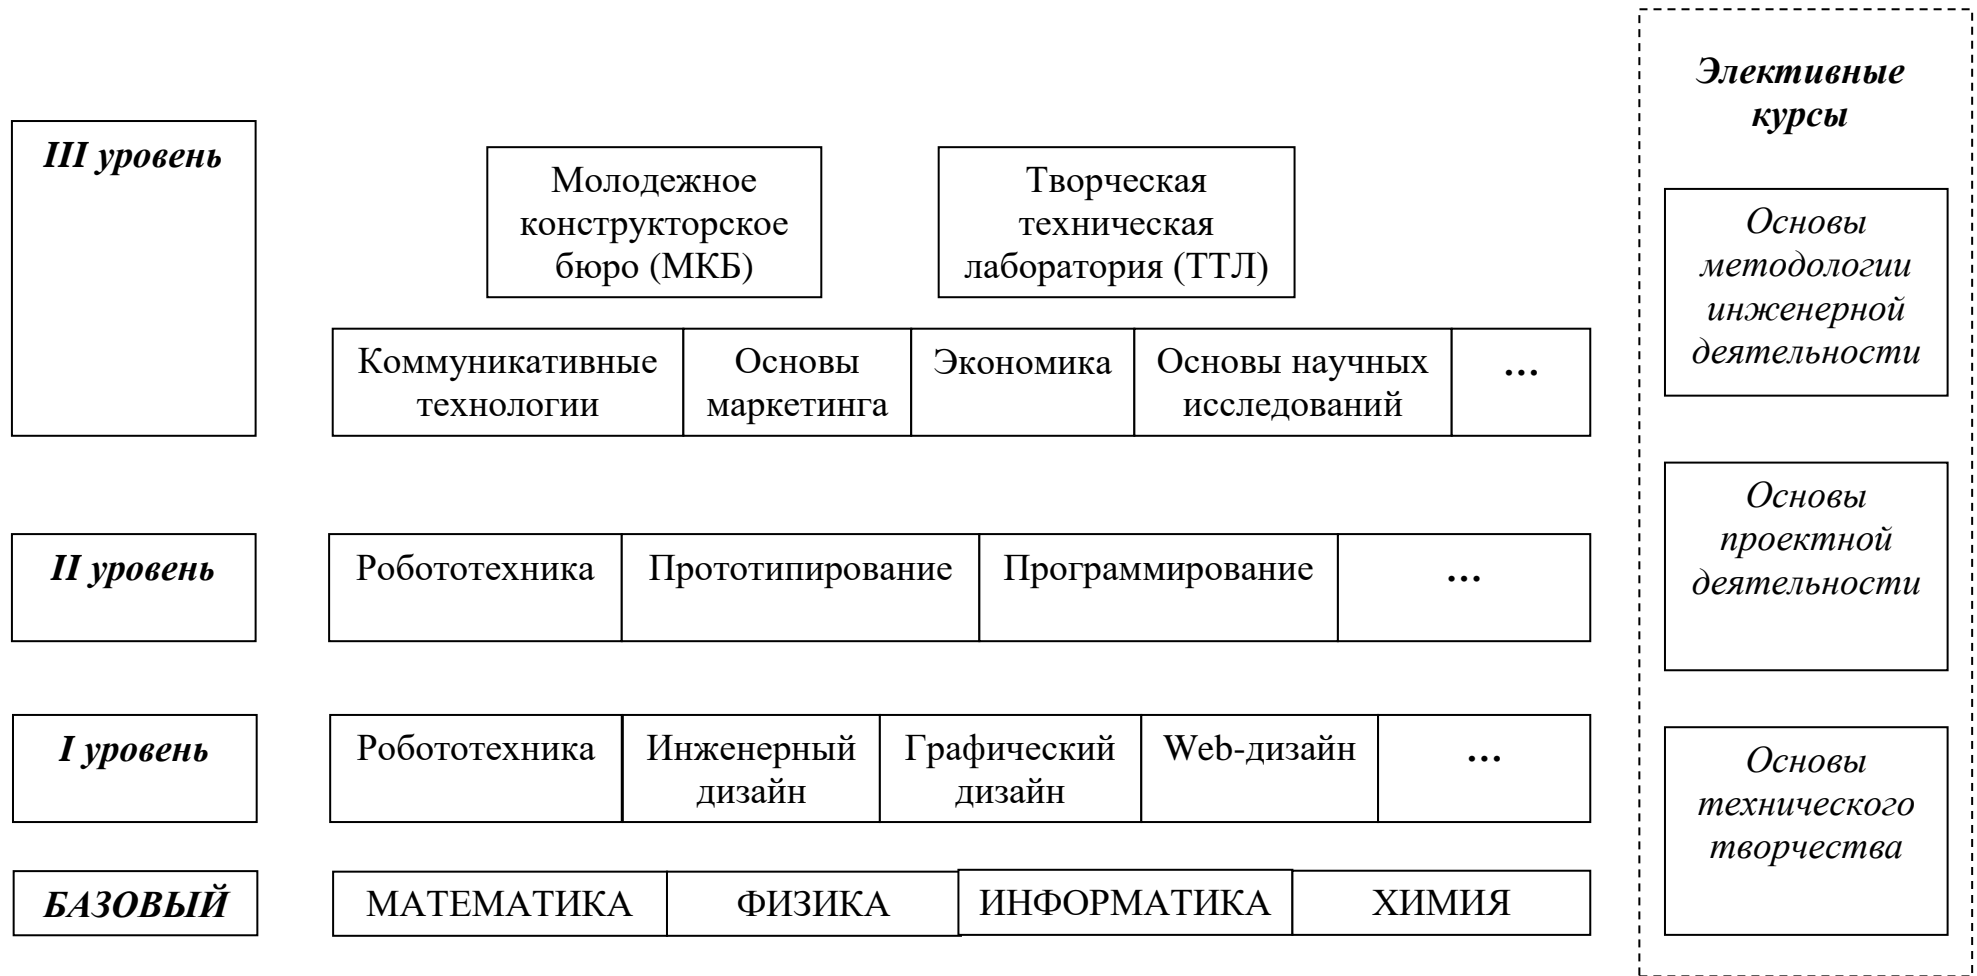 Элективные
курсы
III уровень
Молодежное
конструкторское
бюро (МКБ)
Творческая
техническая
лаборатория (ТТЛ)
Основы
методологии
инженерной
деятельности
Коммуникативные
технологии
Основы
маркетинга
Экономика
Основы научных
исследований
...
II уровень
Робототехника
Прототипирование
Программирование
...
Основы
проектной
деятельности
I уровень
Робототехника
Инженерный
дизайн
Графический
дизайн
Web-дизайн
...
Основы
технического
творчества
БАЗОВЫЙ
МАТЕМАТИКА
ФИЗИКА
ИНФОРМАТИКА
ХИМИЯ